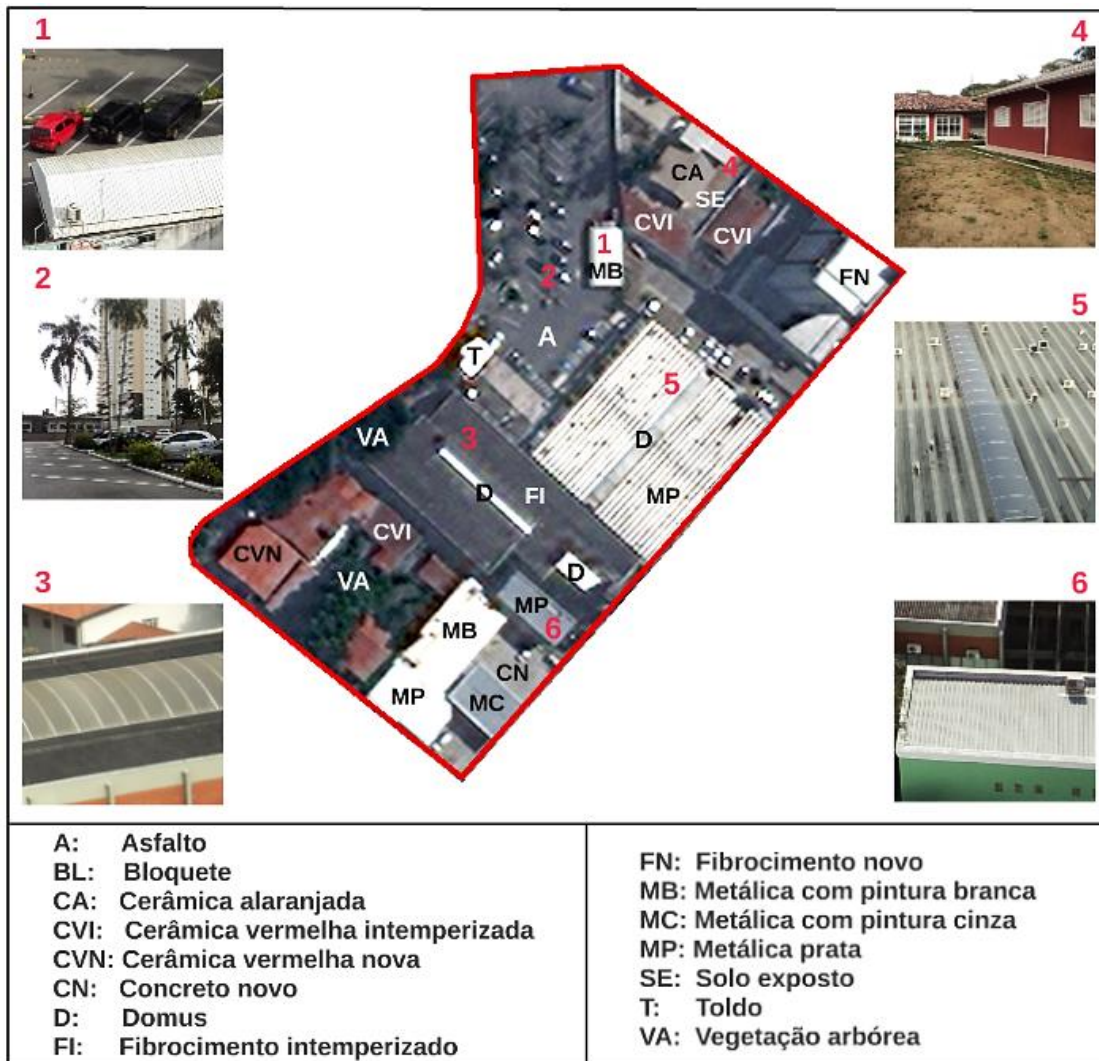 1
4
CA
4
SE
CVI
CVI
1
MB
FN
2
2
5
A
T
5
D
VA
3
MP
D
FI
CVI
CVN
VA
D
MP
3
MB
6
6
CN
MP
MC
A: Asfalto
BL: Bloquete
CA: Cerâmica alaranjada
CVI: Cerâmica vermelha intemperizada
CVN: Cerâmica vermelha nova
CN: Concreto novo
D: Domus
FI: Fibrocimento intemperizado
FN: Fibrocimento novo
MB: Metálica com pintura branca
MC: Metálica com pintura cinza
MP: Metálica prata
SE: Solo exposto
T: Toldo
VA: Vegetação arbórea